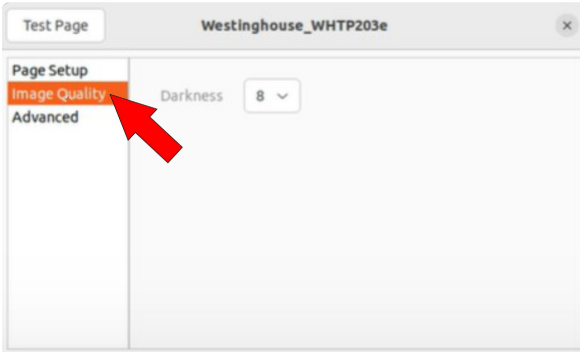 Test Page Westinghouse_WHTP203e ×
Page Setup
Image Quality Darkness 8
Advanced